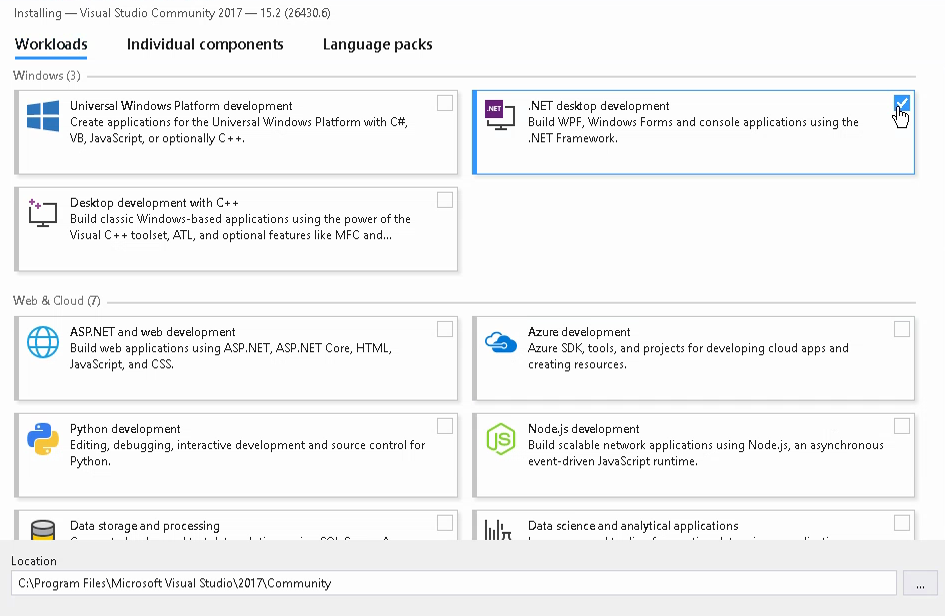 Installing — Visual Studio Community 2017 — 15.2 (26430.6)
Workloads Individual components Language packs
Windows (3)
Universal Windows Platform development
Create applications for the Universal Windows Platform with C#,
VB, JavaScript, or optionally C++.
.NET
.NET desktop development
Build WPF, Windows Forms and console applications using the
.NET Framework.
Desktop development with C++
Build classic Windows-based applications using the power of the
Visual C++ toolset, ATL, and optional features like MFC and...
Web & Cloud (7)
ASP.NET and web development
Build web applications using ASP.NET, ASP.NET Core, HTML,
JavaScript, and CSS.
Azure development
Azure SDK, tools, and projects for developing cloud apps and
creating resources.
Python development
Editing, debugging, interactive development and source control for
Python.
JS
Node.js development
Build scalable network applications using Node.js, an asynchronous
event-driven JavaScript runtime.
Data storage and processing
Data science and analytical applications
Location
C:\Program Files\Microsoft Visual Studio\2017\Community
...